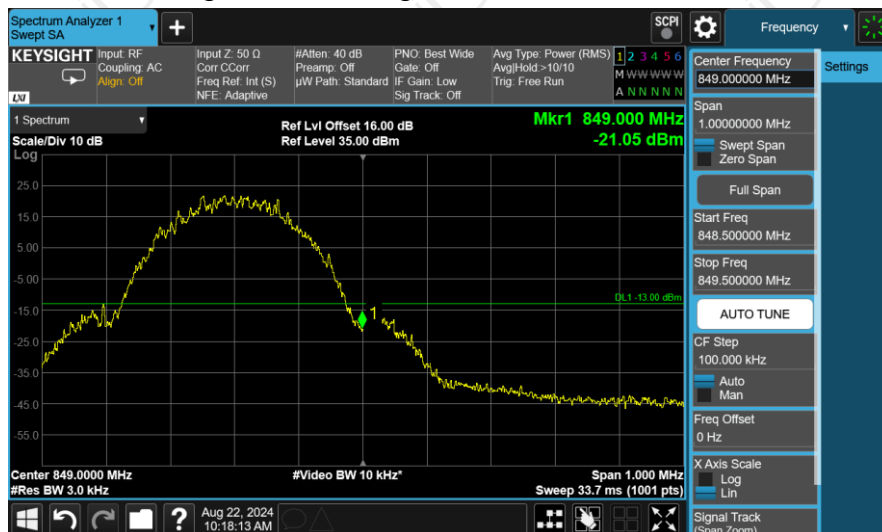 Spectrum Analyzer 1
Swept SA
SCPI
Frequency
KEYSIGHT
Input: RF
Coupling: AC
Align: Off
Input Z: 50 Ω
Corr CCorr
Freq Ref: Int (S)
NFE: Adaptive
#Atten: 40 dB
Preamp: Off
µW Path: Standard
PNO: Best Wide
Gate: Off
IF Gain: Low
Sig Track: Off
Avg Type: Power (RMS)
Avg|Hold:>10/10
Trig: Free Run
1 2 3 4 5 6
M W W W W W
A N N N N N
LXI
1 Spectrum
Scale/Div 10 dB
Log
Ref Lvl Offset 16.00 dB
Ref Level 35.00 dBm
Mkr1 849.000 MHz
-21.05 dBm
25.0
15.0
5.00
-5.00
-15.0
-25.0
-35.0
-45.0
-55.0
DL1 -13.00 dBm
1
Center 849.0000 MHz
#Res BW 3.0 kHz
#Video BW 10 kHz*
Span 1.000 MHz
Sweep 33.7 ms (1001 pts)
?
Aug 22, 2024
10:18:13 AM
Center Frequency
849.000000 MHz
Settings
Span
1.00000000 MHz
Swept Span
Zero Span
Full Span
Start Freq
848.500000 MHz
Stop Freq
849.500000 MHz
AUTO TUNE
CF Step
100.000 kHz
Auto
Man
Freq Offset
0 Hz
X Axis Scale
Log
Lin
Signal Track
(Span Zoom)